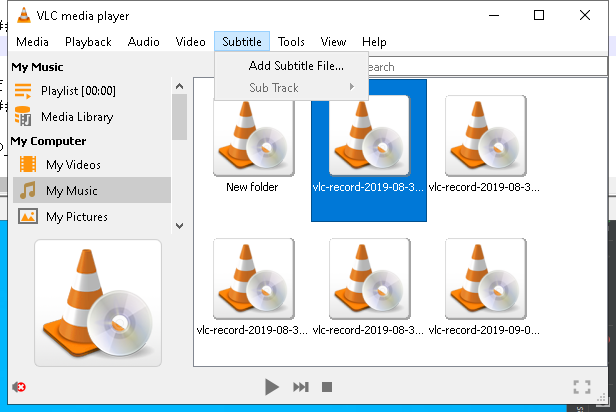 VLC media player
Media Playback Audio Video Subtitle Tools View Help
My Music
Playlist [00:00]
Media Library
My Computer
My Videos
My Music
My Pictures
Add Subtitle File...
Sub Track
earch
New folder
vlc-record-2019-08-3...
vlc-record-2019-08-3...
vlc-record-2019-08-3...
vlc-record-2019-08-3...
vlc-record-2019-09-0...